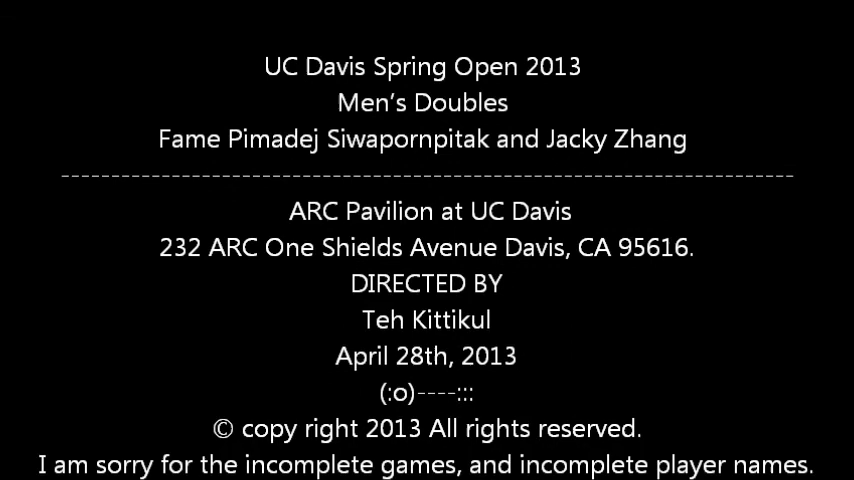 UC Davis Spring Open 2013
Men's Doubles
Fame Pimadej Siwapornpitak and Jacky Zhang
--------------------------------------------------------------------------
ARC Pavilion at UC Davis
232 ARC One Shields Avenue Davis, CA 95616.
DIRECTED BY
Teh Kittikul
April 28th, 2013
(:o)----:::
© copy right 2013 All rights reserved.
I am sorry for the incomplete games, and incomplete player names.